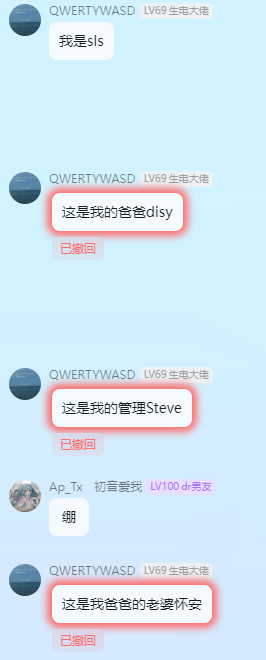 QWERTYWASD LV69 生电大佬
我是sls
QWERTYWASD LV69 生电大佬
这是我的爸爸disy
已撤回
QWERTYWASD LV69 生电大佬
这是我的管理Steve
已撤回
Ap_Tx 初音爱我 LV100 dr男友
绷
QWERTYWASD LV69 生电大佬
这是我爸爸的老婆怀安
已撤回